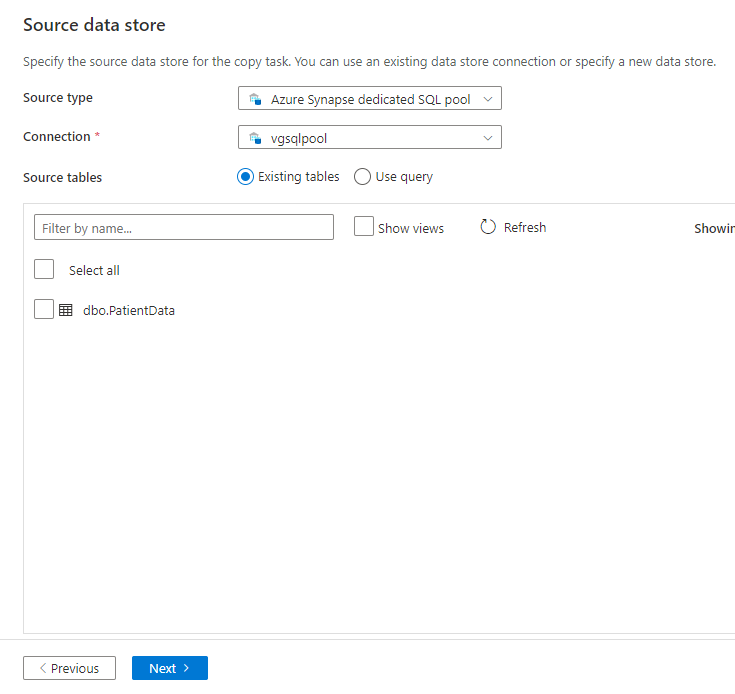 Source data store
Specify the source data store for the copy task. You can use an existing data store connection or specify a new data store.
Source type
Azure Synapse dedicated SQL pool
Connection *
vgsqlpool
Source tables
Existing tables
Use query
Filter by name...
Show views
Refresh
Select all
dbo.PatientData
Previous
Next